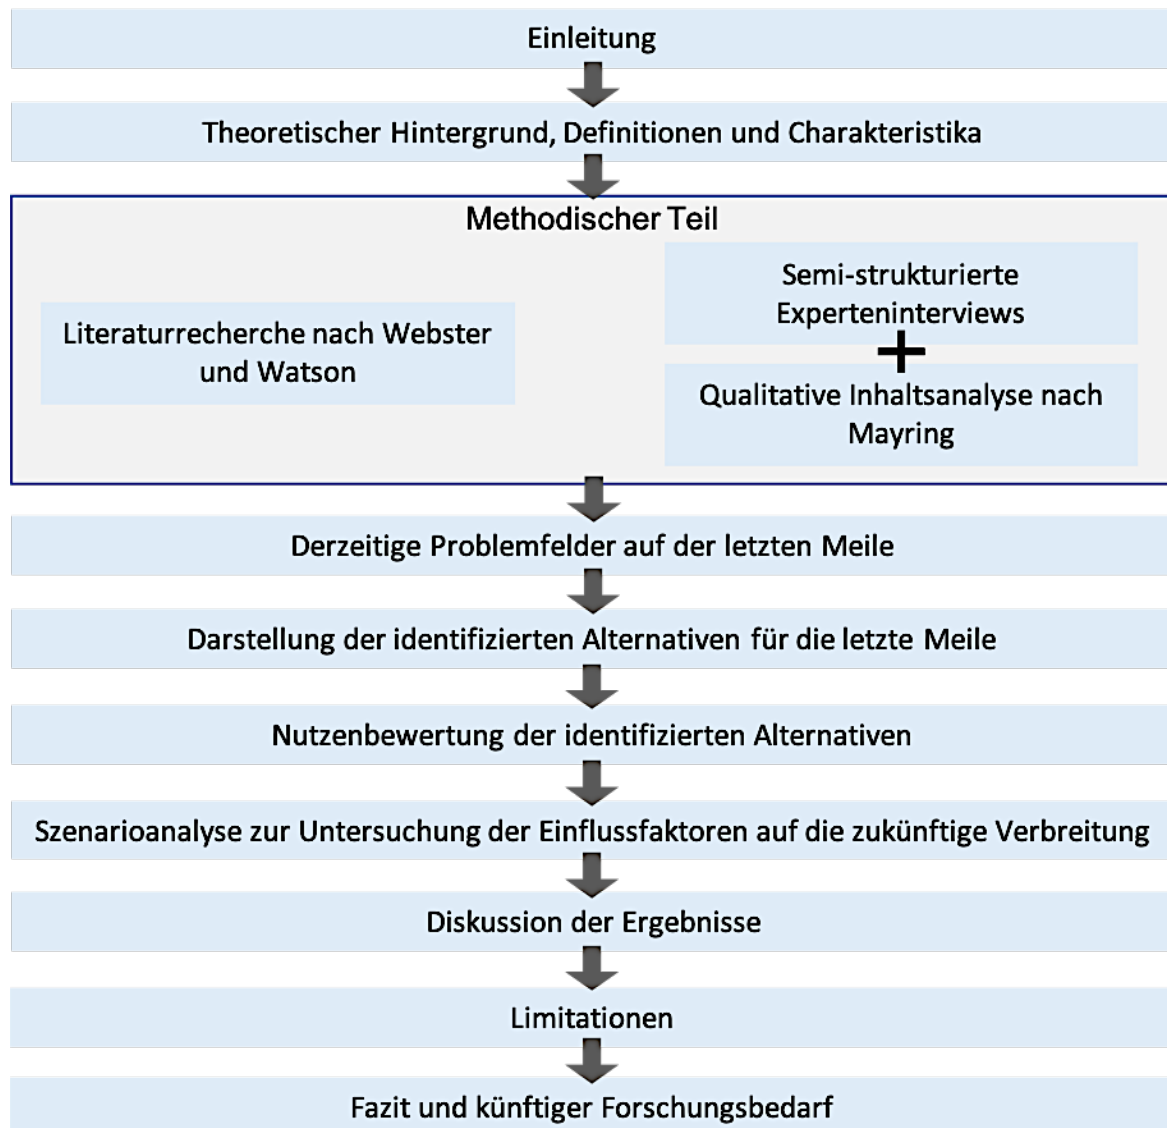 Einleitung
Theoretischer Hintergrund, Definitionen und Charakteristika
Methodischer Teil
Literaturrecherche nach Webster
und Watson
Semi-strukturierte
Experteninterviews
+
Qualitative Inhaltsanalyse nach
Mayring
Derzeitige Problemfelder auf der letzten Meile
Darstellung der identifizierten Alternativen für die letzte Meile
Nutzenbewertung der identifizierten Alternativen
Szenarioanalyse zur Untersuchung der Einflussfaktoren auf die zukünftige Verbreitung
Diskussion der Ergebnisse
Limitationen
Fazit und künftiger Forschungsbedarf